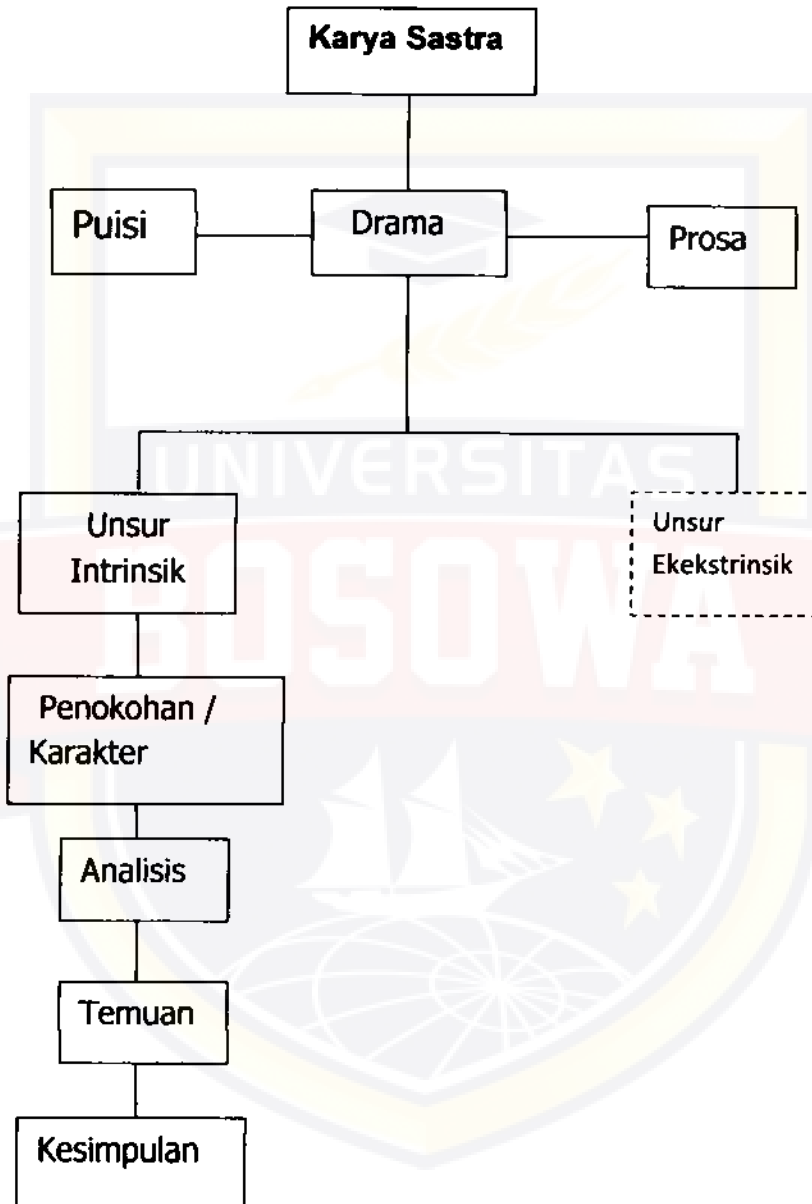 Karya Sastra
Puisi
Drama
Prosa
UNIVERSITAS
BOSOWA
Unsur
Intrinsik
Unsur
Ekekstrinsik
Penokohan /
Karakter
Analisis
Temuan
Kesimpulan